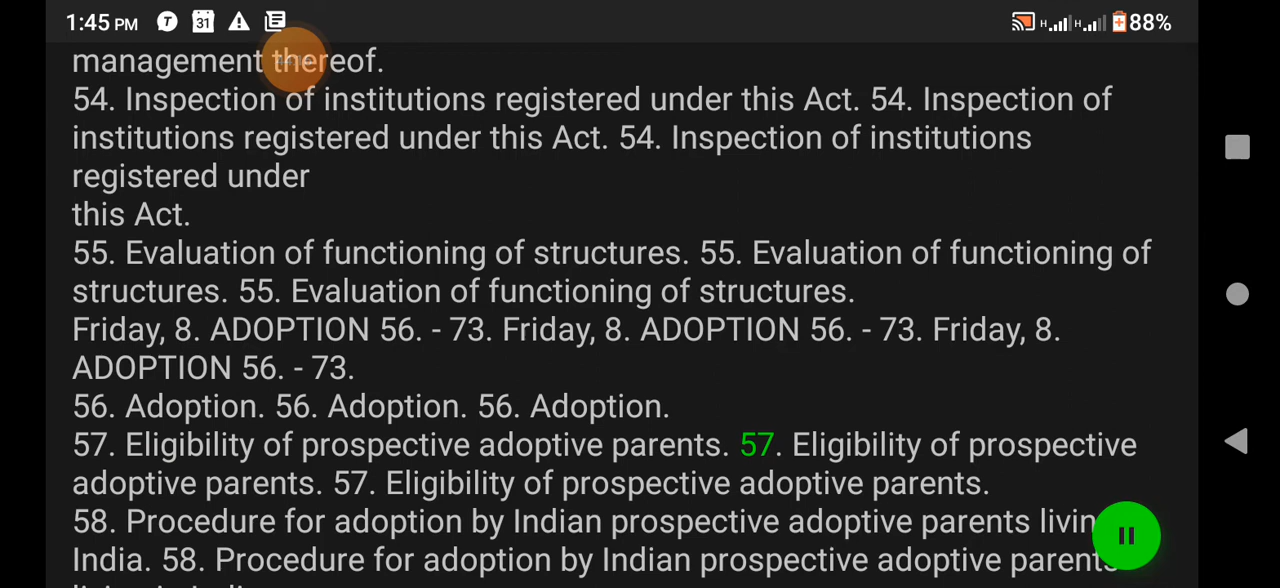 1:45 PM T 31 H H 88%
management thereof.
54. Inspection of institutions registered under this Act. 54. Inspection of
institutions registered under this Act. 54. Inspection of institutions
registered under
this Act.
55. Evaluation of functioning of structures. 55. Evaluation of functioning of
structures. 55. Evaluation of functioning of structures.
Friday, 8. ADOPTION 56. - 73. Friday, 8. ADOPTION 56. - 73. Friday, 8.
ADOPTION 56. - 73.
56. Adoption. 56. Adoption. 56. Adoption.
57. Eligibility of prospective adoptive parents. 57. Eligibility of prospective
adoptive parents. 57. Eligibility of prospective adoptive parents.
58. Procedure for adoption by Indian prospective adoptive parents
India. 58. Procedure for adoption by Indian prospective adoptive